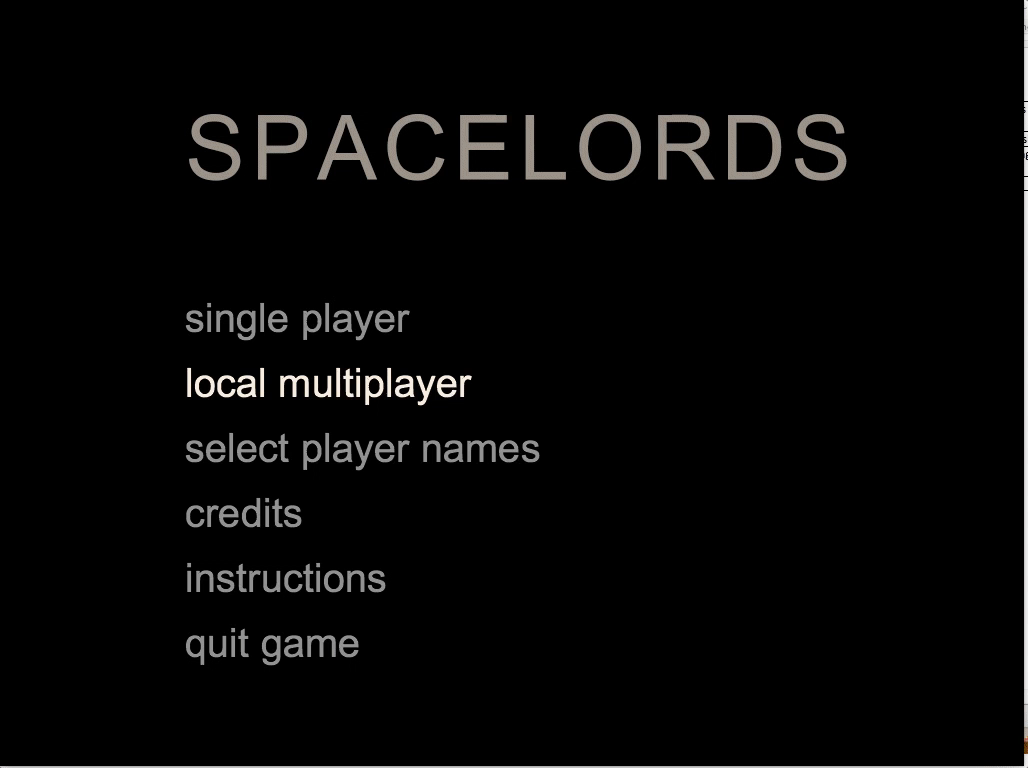 SPACELORDS
single player
local multiplayer
select player names
credits
instructions
quit game